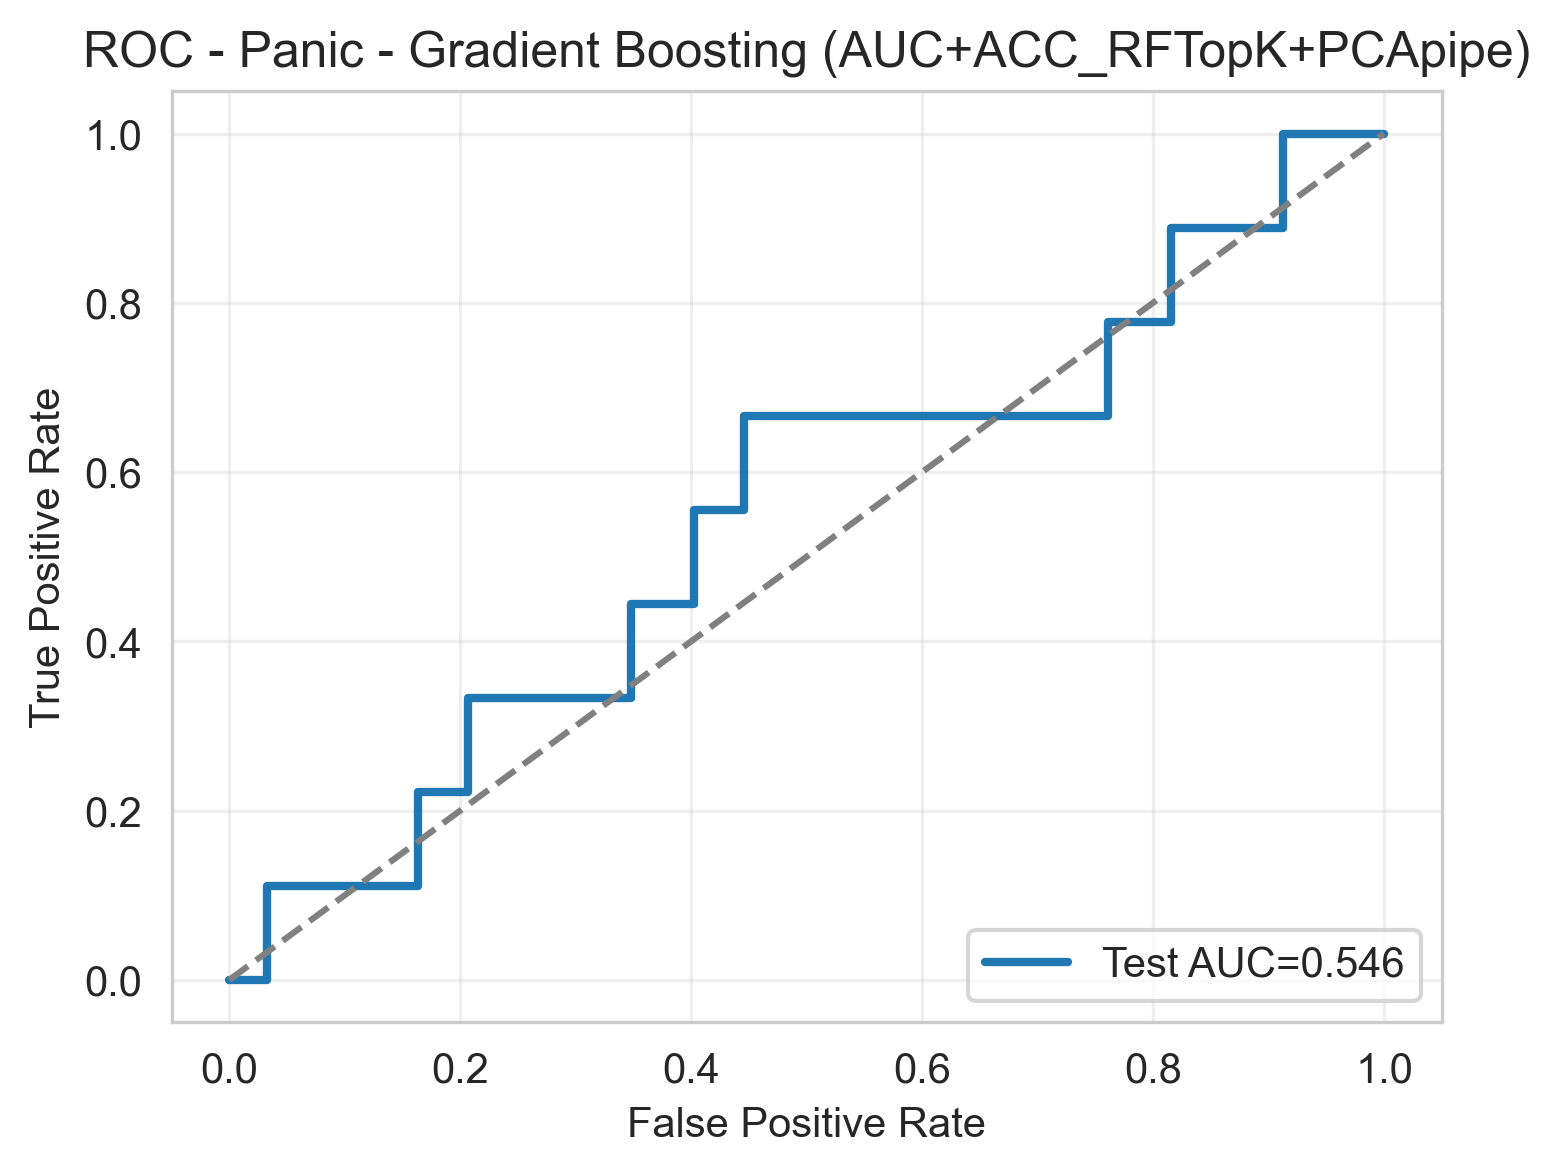 ROC - Panic - Gradient Boosting (AUC+ACC_RFTopK+PCApipe)
1.0
0.8
0.6
0.4
0.2
0.0
True Positive Rate
Test AUC=0.546
0.0 0.2 0.4 0.6 0.8 1.0
False Positive Rate